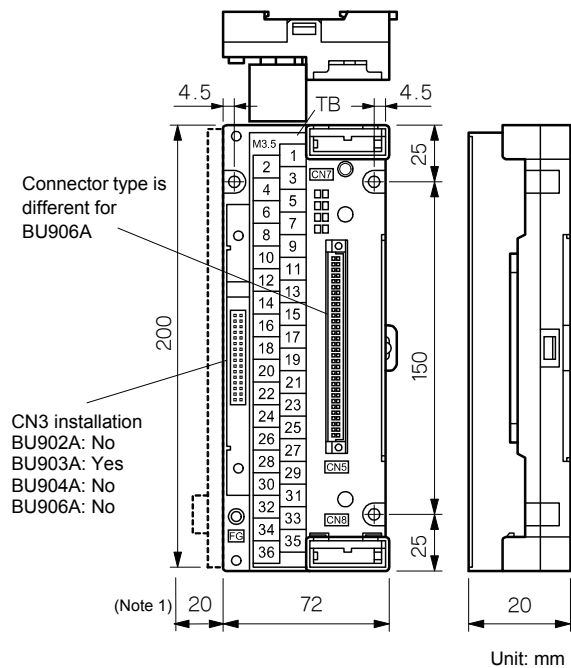 4.5
TB
4.5
M3.5
1
2
3
4
5
6
7
8
9
10
11
12
13
14
15
16
17
18
19
20
21
22
23
24
25
26
27
28
29
30
31
32
33
34
35
36
CN7
25
Connector type is
different for
BU906A
200
150
CN3 installation
BU902A: No
BU903A: Yes
BU904A: No
BU906A: No
CN5
CN8
FG
25
(Note 1)
20
72
20
Unit: mm